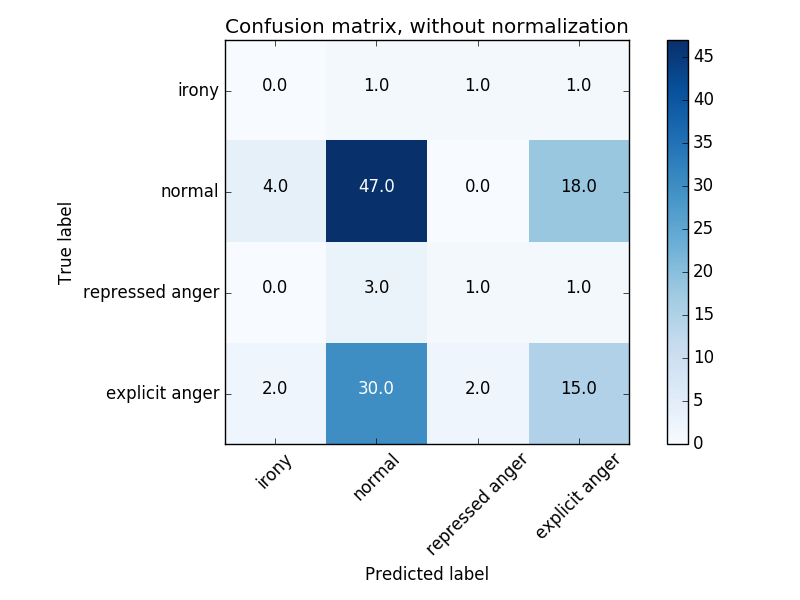 Confusion matrix, without normalization
irony 0.0 1.0 1.0 1.0
normal 4.0 47.0 0.0 18.0
repressed anger 0.0 3.0 1.0 1.0
explicit anger 2.0 30.0 2.0 15.0
True label
irony normal repressed anger explicit anger
Predicted label
45
40
35
30
25
20
15
10
5
0